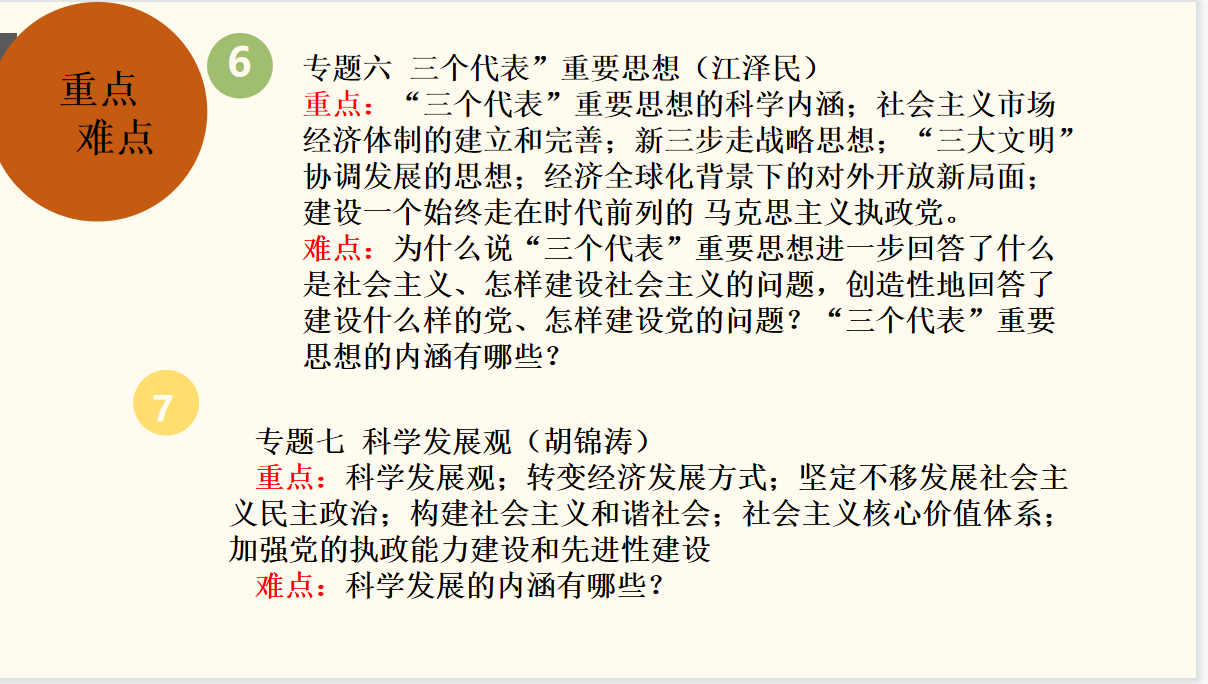 重点
难点
6
专题六 三个代表”重要思想（江泽民）
重点：“三个代表”重要思想的科学内涵；社会主义市场
经济体制的建立和完善；新三步走战略思想；“三大文明”
协调发展的思想；经济全球化背景下的对外开放新局面；
建设一个始终走在时代前列的 马克思主义执政党。
难点：为什么说“三个代表”重要思想进一步回答了什么
是社会主义、怎样建设社会主义的问题，创造性地回答了
建设什么样的党、怎样建设党的问题？“三个代表”重要
思想的内涵有哪些？
7
专题七 科学发展观（胡锦涛）
重点：科学发展观；转变经济发展方式；坚定不移发展社会主
义民主政治；构建社会主义和谐社会；社会主义核心价值体系；
加强党的执政能力建设和先进性建设
难点：科学发展的内涵有哪些？